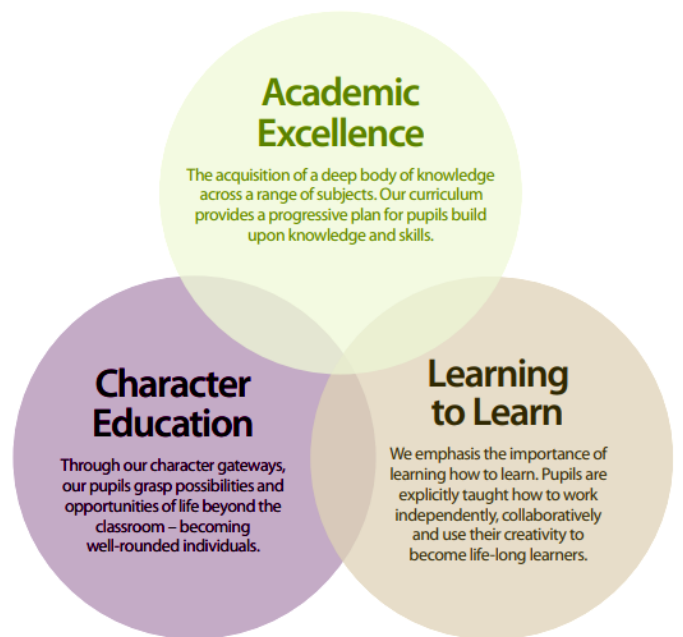 Academic
Excellence
The acquisition of a deep body of knowledge
across a range of subjects. Our curriculum
provides a progressive plan for pupils build
upon knowledge and skills.
Character
Education
Through our character gateways,
our pupils grasp possibilities and
opportunities of life beyond the
classroom – becoming
well-rounded individuals.
Learning
to Learn
We emphasis the importance of
learning how to learn. Pupils are
explicitly taught how to work
independently, collaboratively
and use their creativity to
become life-long learners.